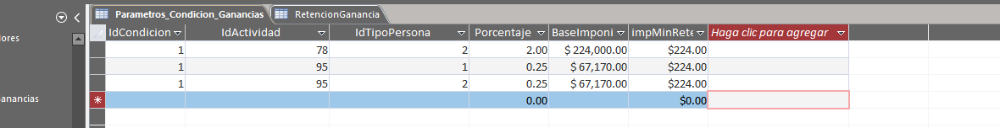 Parametros_Condicion_Ganancias RetencionGanancia
lores
IdCondicion IdActividad IdTipoPersona Porcentaje BaseImponi impMinRete Haga clic para agregar
1 78 2 2.00 $ 224,000.00 $224.00
1 95 1 0.25 $ 67,170.00 $224.00
1 95 2 0.25 $ 67,170.00 $224.00
Ganancias 0.00 $0.00